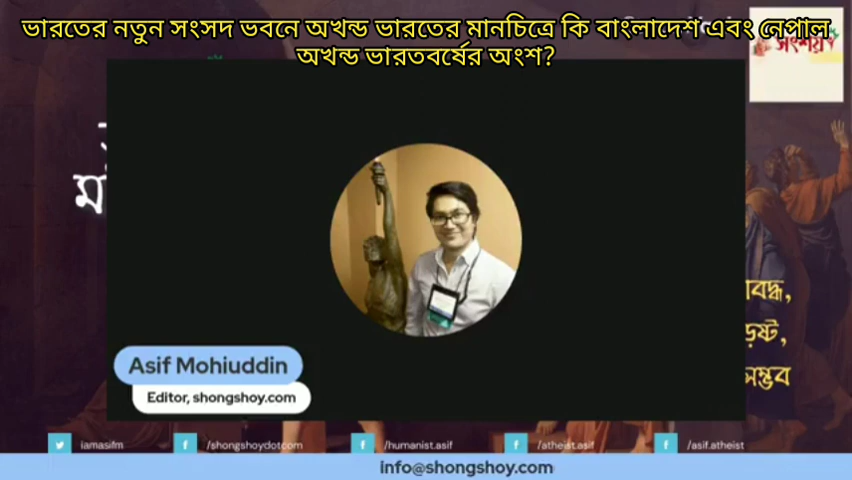 ভারতের নতুন সংসদ ভবনে অখন্ড ভারতের মানচিত্রে কি বাংলাদেশ এবং নেপাল
অখন্ড ভারতবর্ষের অংশ?
সংশয়
Asif Mohiuddin
Editor, shongshoy.com
iamasifm
/shongshoydotcom
/humanist.asif
/atheist.asif
/asif.atheist
info@shongshoy.com